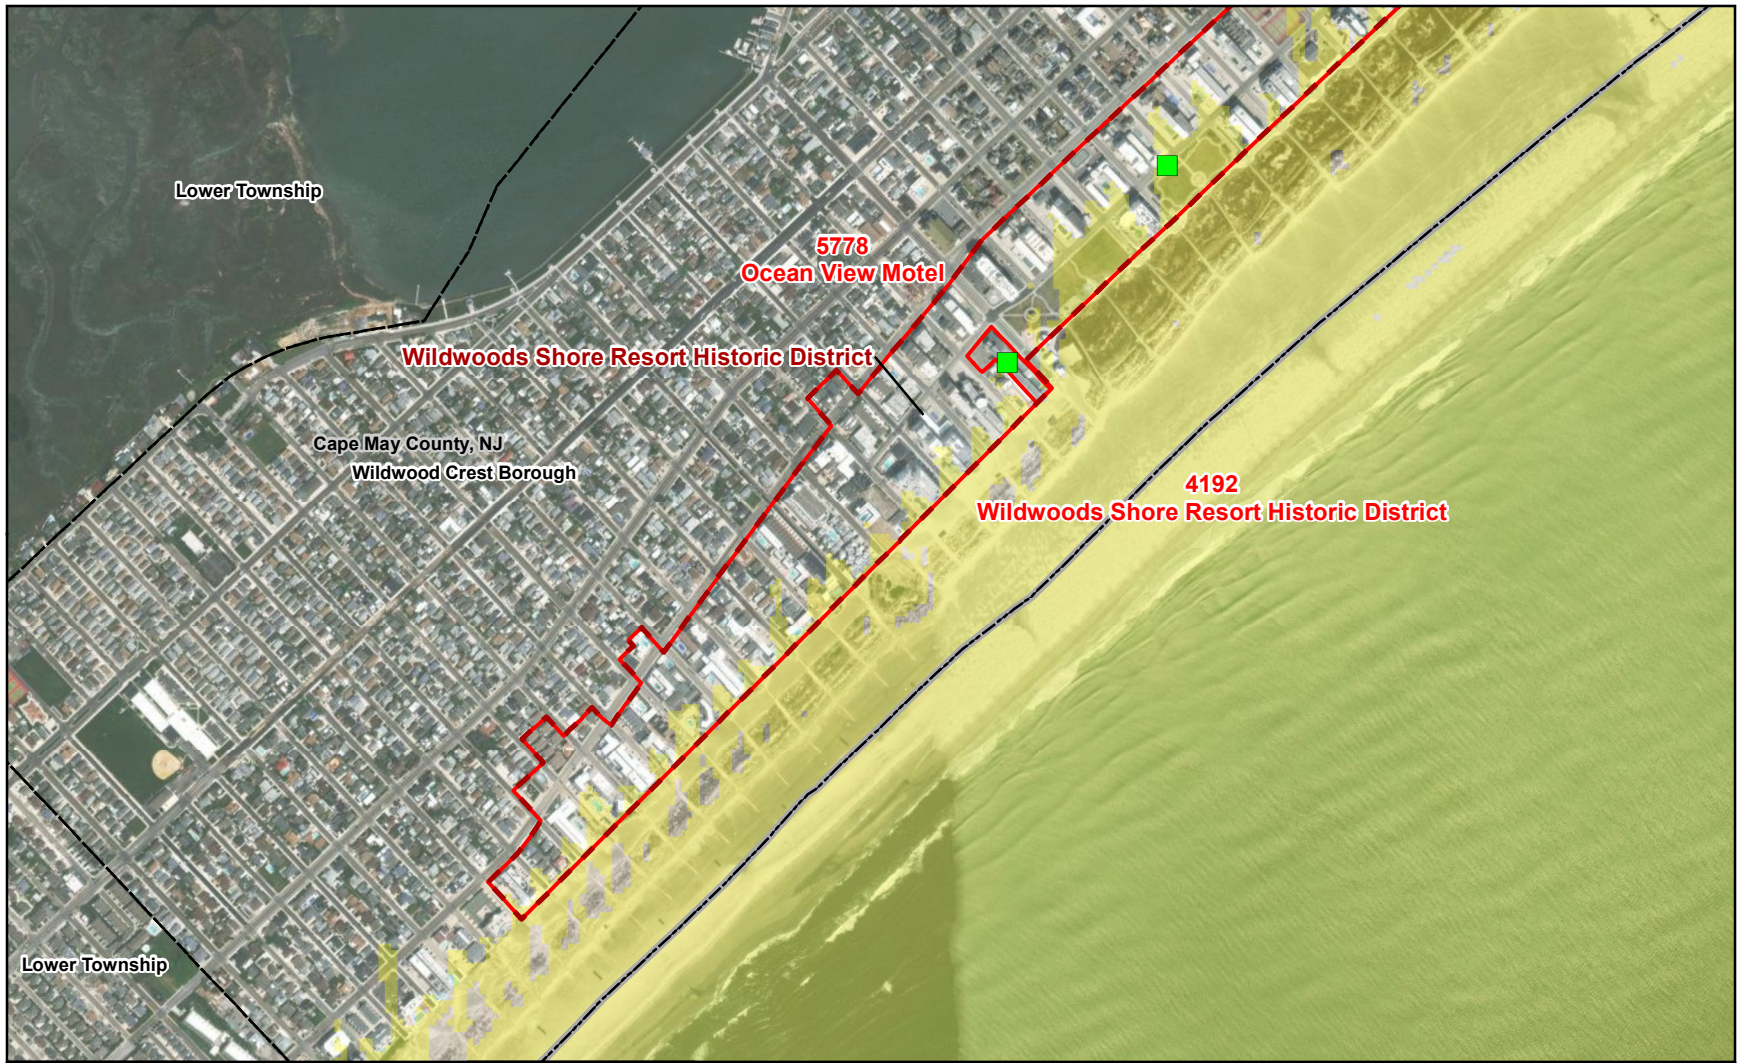 Lower Township
5778
Ocean View Motel
Wildwoods Shore Resort Historic District
Cape May County, NJ
Wildwood Crest Borough
4192
Wildwoods Shore Resort Historic District
Lower Township